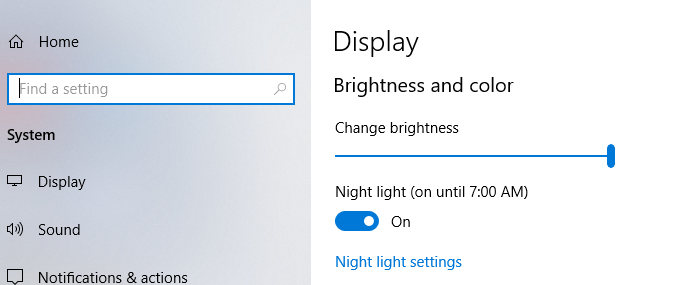 Home
Find a setting
System
Display
Sound
Notifications & actions
Display
Brightness and color
Change brightness
Night light (on until 7:00 AM)
On
Night light settings